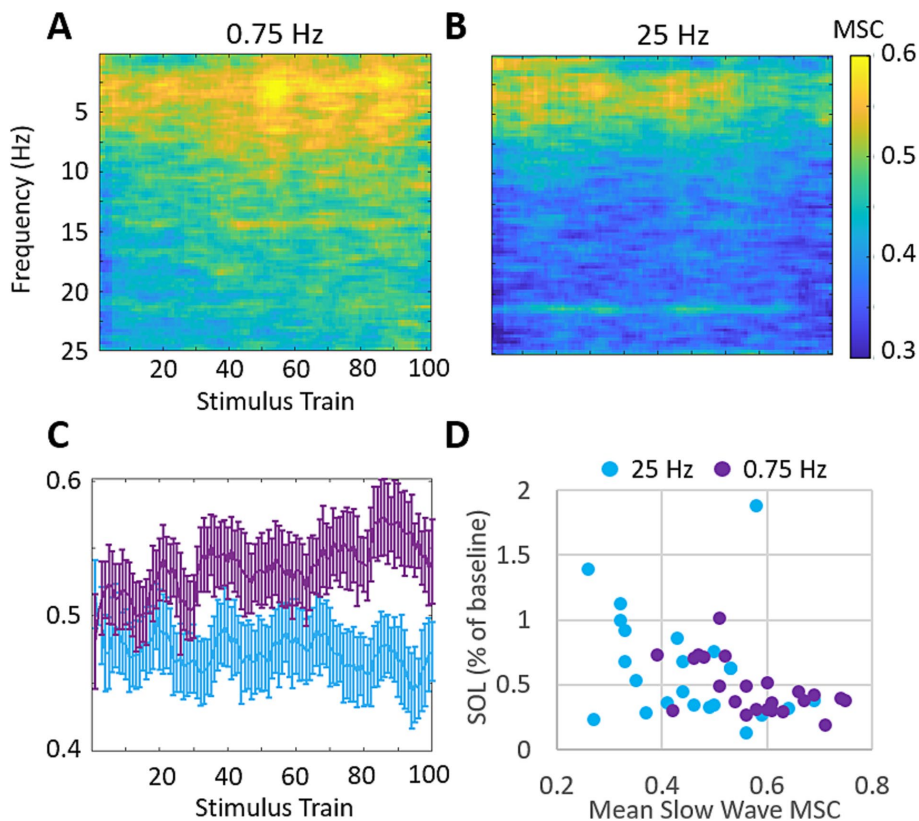 A
0.75 Hz
B
25 Hz
MSC
Frequency (Hz)
5
10
15
20
25
20
40
60
80
100
Stimulus Train
0.6
0.5
0.4
0.3
C
0.6
0.5
0.4
20
40
60
80
100
Stimulus Train
D
25 Hz
0.75 Hz
SOL (% of baseline)
2
1.5
1
0.5
0
0.2
0.4
0.6
0.8
Mean Slow Wave MSC